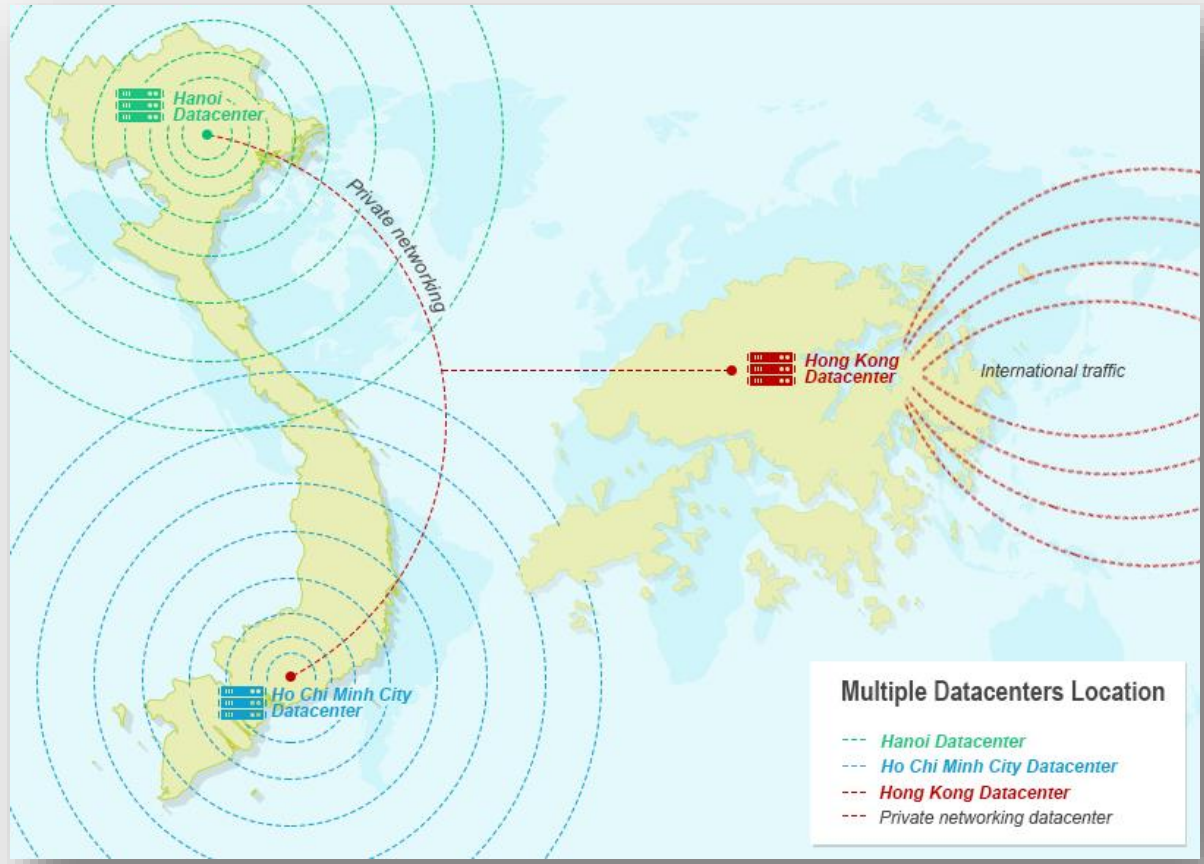 Hanoi
Datacenter
Private networking
Hong Kong
Datacenter
International traffic
Ho Chi Minh City
Datacenter
Multiple Datacenters Location
Hanoi Datacenter
Ho Chi Minh City Datacenter
Hong Kong Datacenter
Private networking datacenter